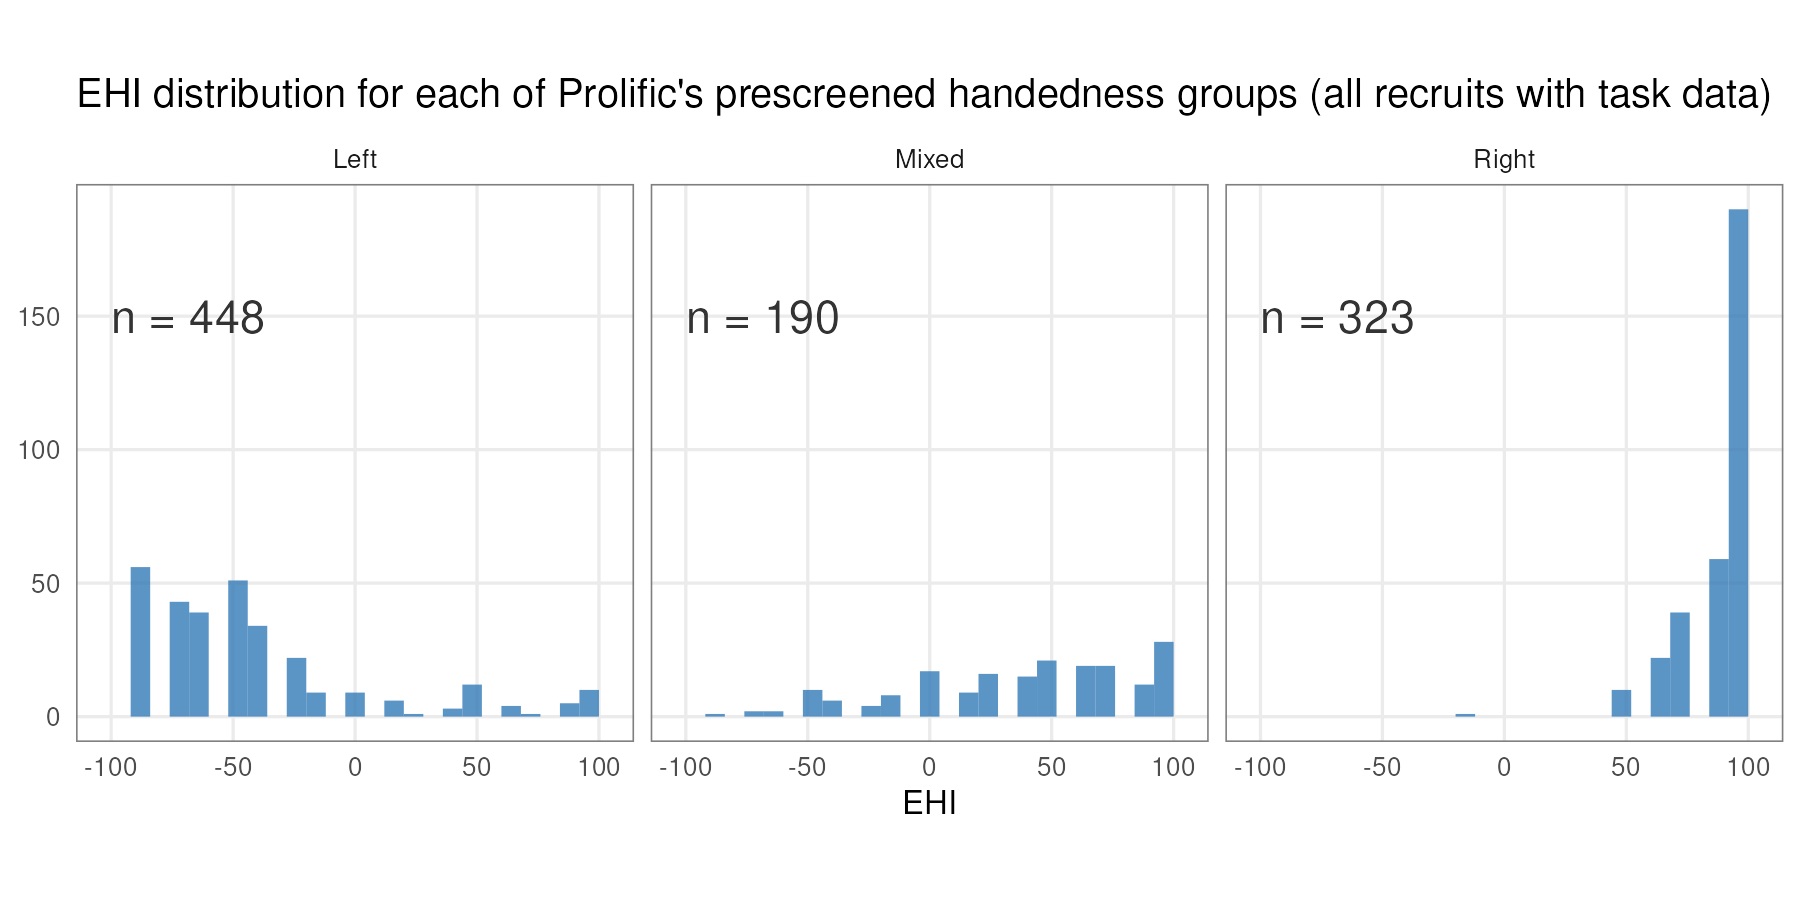 EHI distribution for each of Prolific's prescreened handedness groups (all recruits with task data)
Left Mixed Right
150 n = 448 n = 190 n = 323
100
50
0
-100 -50 0 50 100 -100 -50 0 50 100 -100 -50 0 50 100
EHI